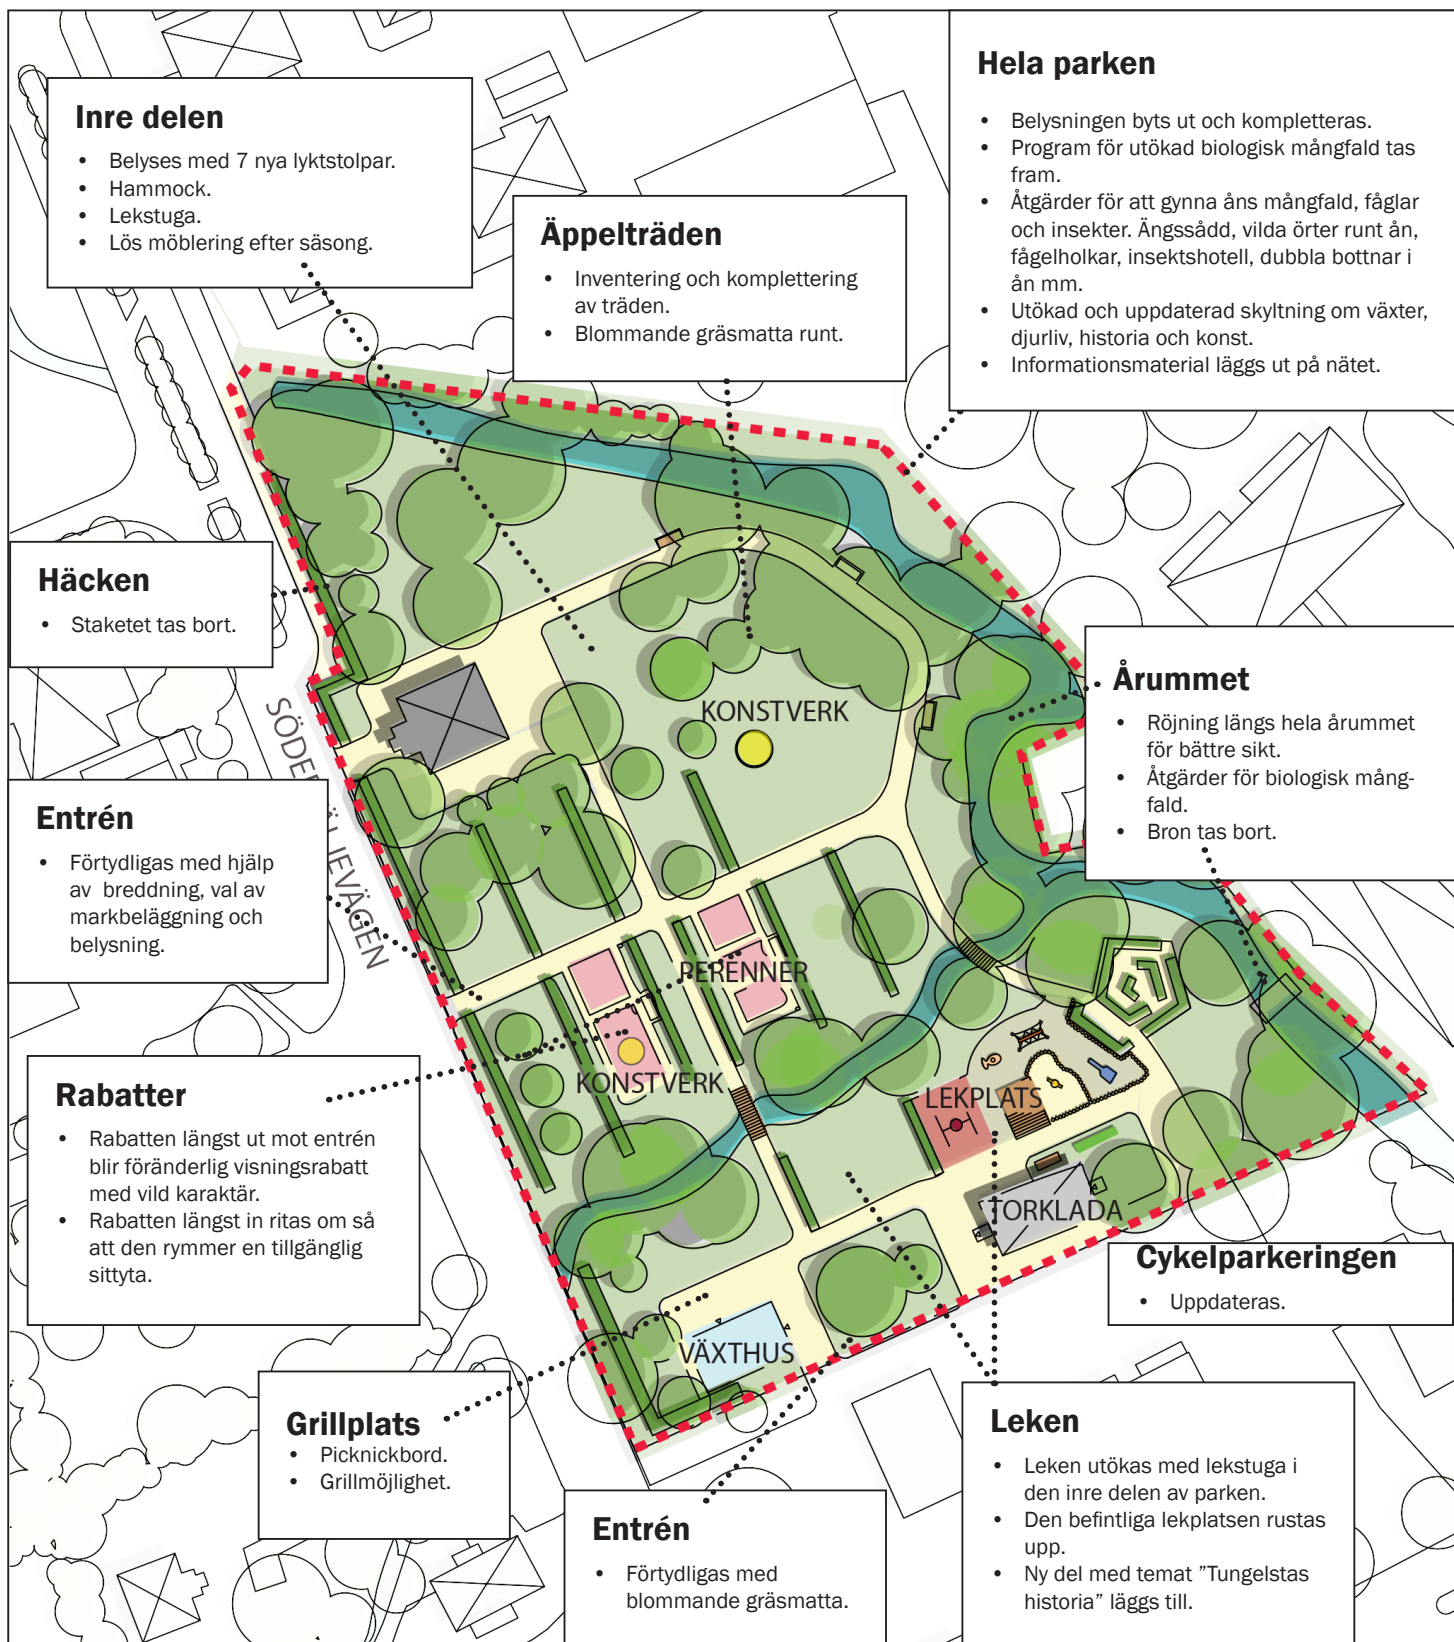 Inre delen
• Belyses med 7 nya lyktstolpar.
• Hammock.
• Lekstuga.
• Lös möblering efter säsong.
Äppelträden
• Inventering och komplettering
av träden.
• Blommande gräsmatta runt.
Hela parken
• Belysningen byts ut och kompletteras.
• Program för utökad biologisk mångfald tas
fram.
• Åtgärder för att gynna åns mångfald, fåglar
och insekter. Ängssådd, vilda örter runt ån,
fågelholkar, insektshotell, dubbla bottnar i
ån mm.
• Utökad och uppdaterad skyltning om växter,
djurliv, historia och konst.
• Informationsmaterial läggs ut på nätet.
Häcken
• Staketet tas bort.
Årummet
• Röjning längs hela årummet
för bättre sikt.
• Åtgärder för biologisk mång-
fald.
• Bron tas bort.
KONSTVERK
Entrén
• Förtydligas med hjälp
av breddning, val av
markbeläggning och
belysning.
PERENNER
KONSTVERK
LEKPLATS
Rabatter
• Rabatten längst ut mot entrén
blir föränderlig visningsrabatt
med vild karaktär.
• Rabatten längst in ritas om så
att den rymmer en tillgänglig
sittyta.
TORKLADA
Cykelparkeringen
• Uppdateras.
VÄXTHUS
Grillplats
• Picknickbord.
• Grillmöjlighet.
Entrén
• Förtydligas med
blommande gräsmatta.
Leken
• Leken utökas med lekstuga i
den inre delen av parken.
• Den befintliga lekplatsen rustas
upp.
• Ny del med temat ”Tungelstas
historia” läggs till.